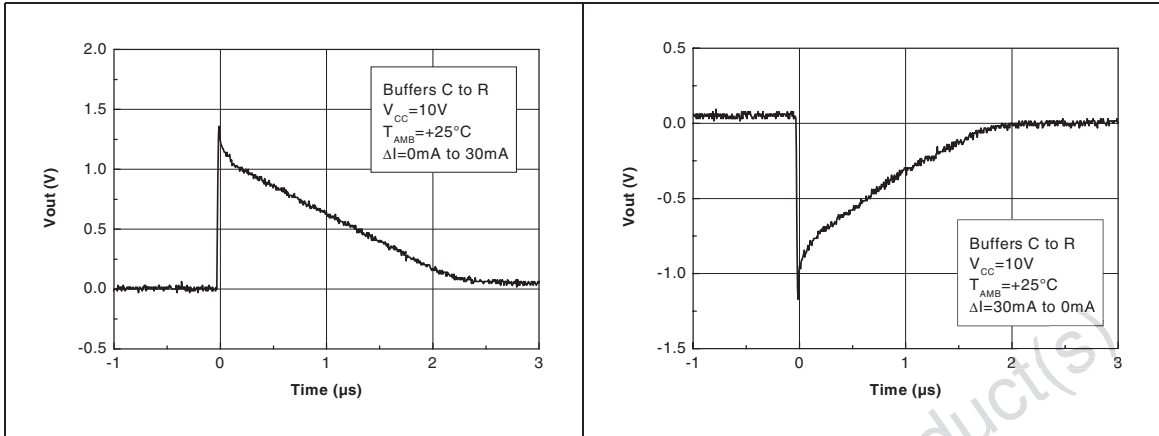 2.0
1.5
1.0
0.5
0.0
-0.5
-1
0
1
2
3
Vout (V)
Time (µs)
Buffers C to R
VCC=10V
TAMB=+25°C
ΔI=0mA to 30mA
0.5
0.0
-0.5
-1.0
-1.5
-1
0
1
2
3
Vout (V)
Time (µs)
Buffers C to R
VCC=10V
TAMB=+25°C
ΔI=30mA to 0mA
duct(s)